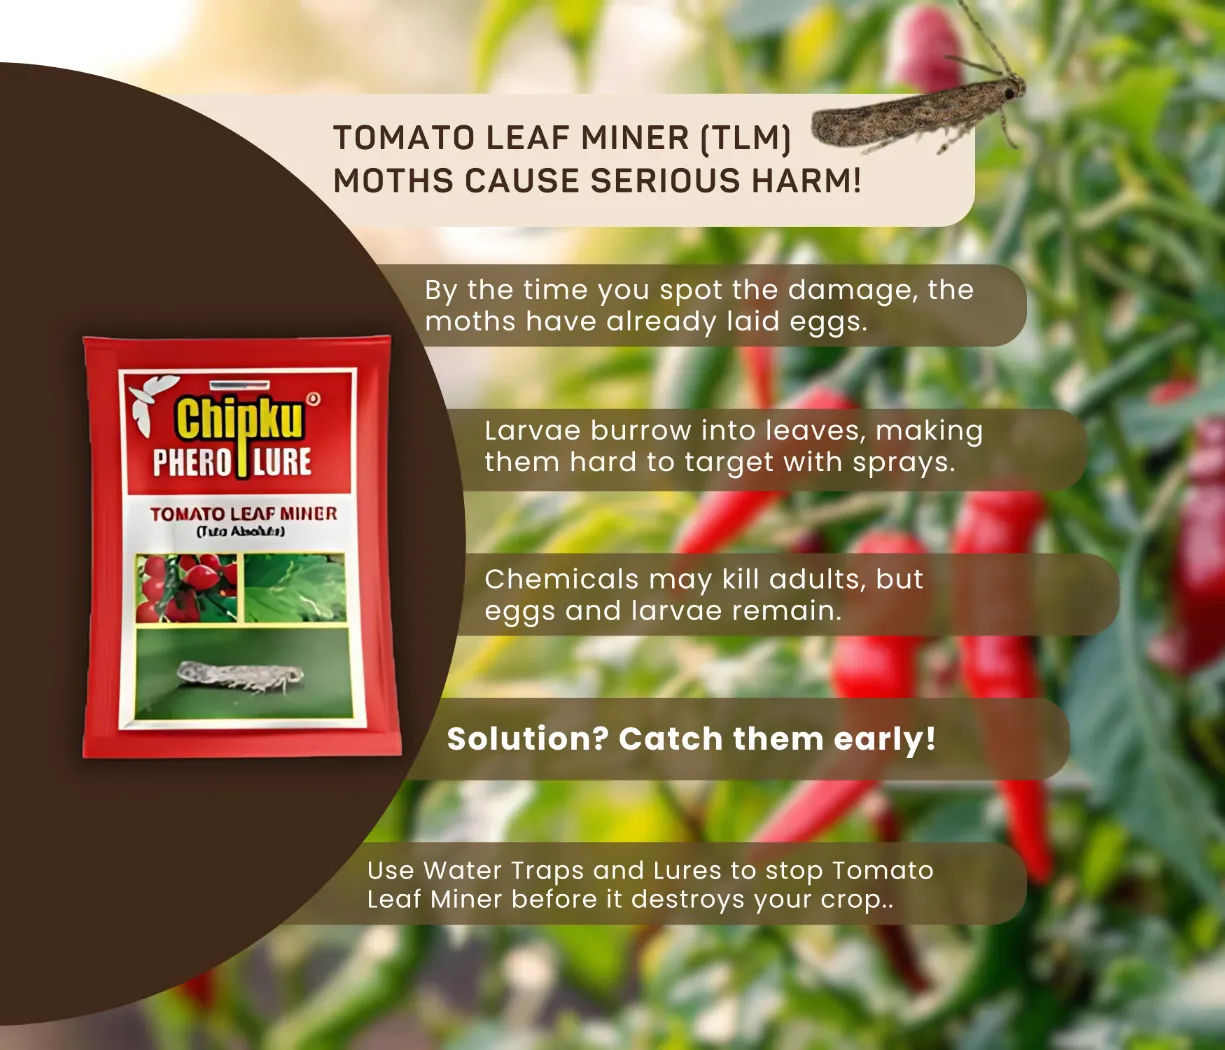 TOMATO LEAF MINER (TLM)
MOTHS CAUSE SERIOUS HARM!
By the time you spot the damage, the
moths have already laid eggs.
Larvae burrow into leaves, making
them hard to target with sprays.
Chemicals may kill adults, but
eggs and larvae remain.
Solution? Catch them early!
Use Water Traps and Lures to stop Tomato
Leaf Miner before it destroys your crop..
Chipku
PHERO LURE
TOMATO LEAF MINER